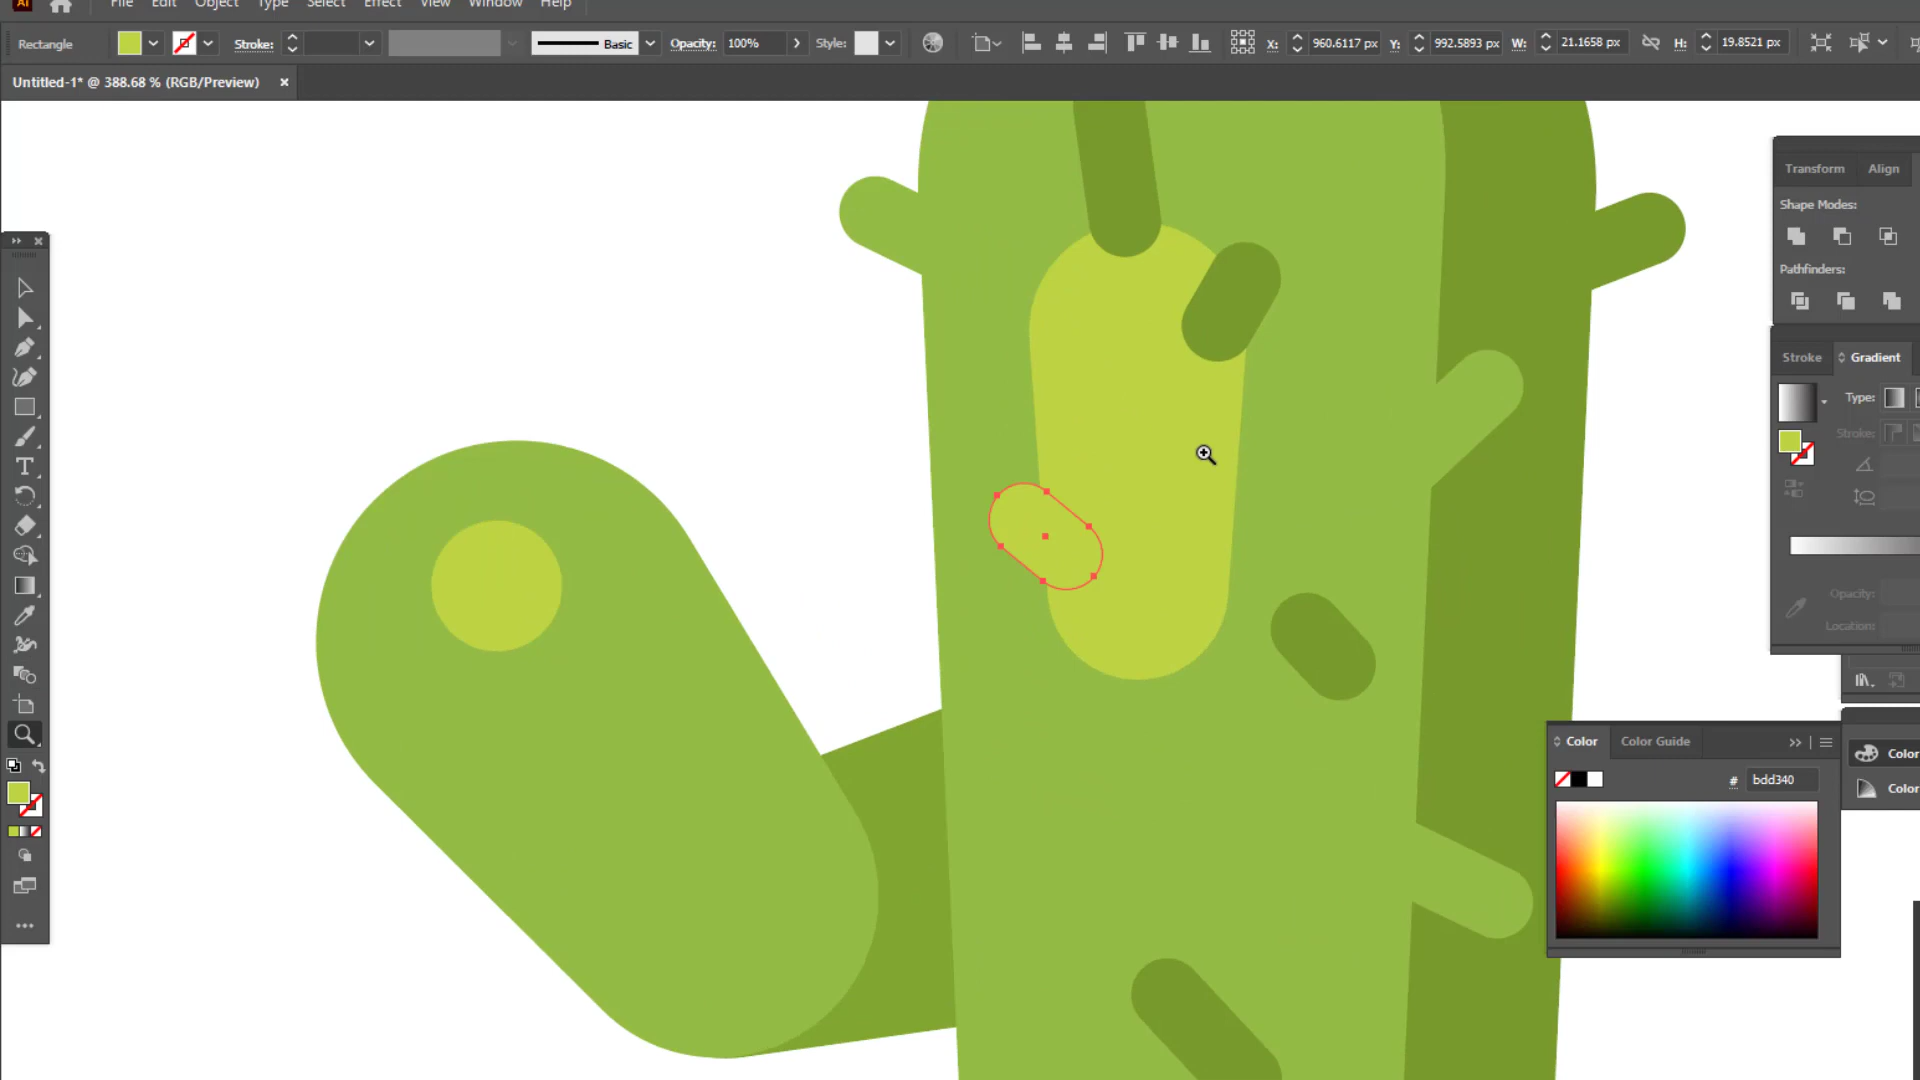 Ai File Edit Object Type Select Effect View Window Help
Rectangle Stroke: Basic Opacity: 100% Style: X: 960.6117 px Y: 992.5893 px W: 21.1658 px H: 19.8521 px
Untitled-1* @ 388.68 % (RGB/Preview)
Transform Align
Shape Modes:
Pathfinders:
Stroke Gradient
Type:
Stroke:
Opacity:
Location:
Color Color Guide
# bdd340
Color
Color